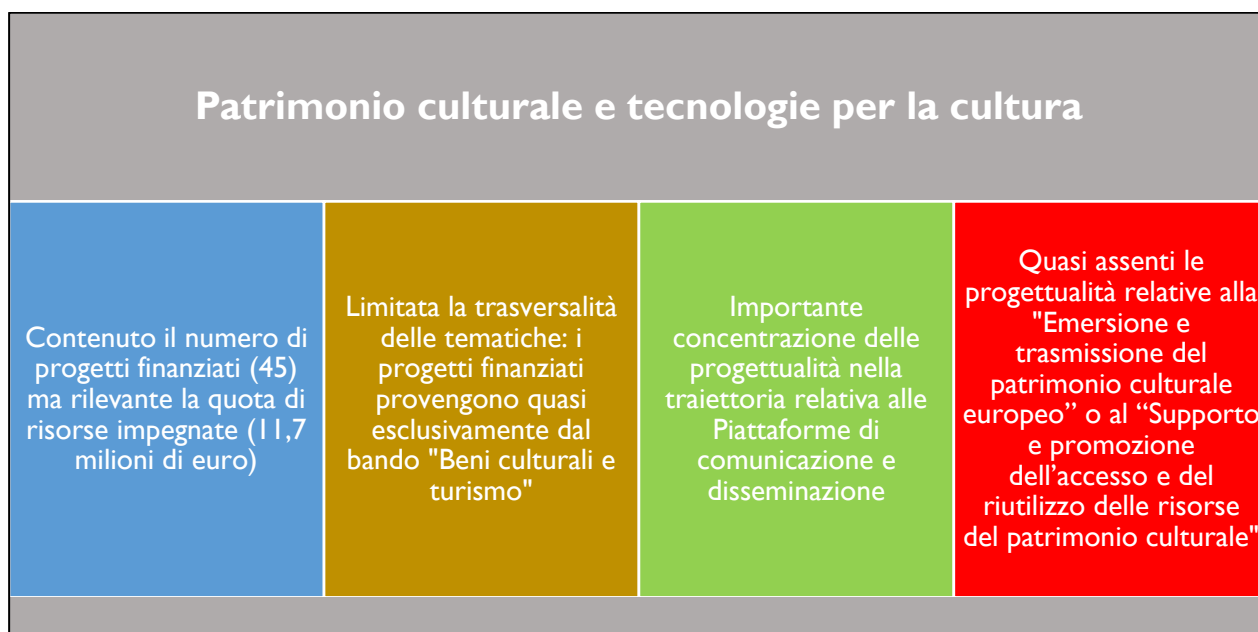 Patrimonio culturale e tecnologie per la cultura
Contenuto il numero di
progetti finanziati (45)
ma rilevante la quota di
risorse impegnate (11,7
milioni di euro)
Limitata la trasversalità
delle tematiche: i
progetti finanziati
provengono quasi
esclusivamente dal
bando "Beni culturali e
turismo"
Importante
concentrazione delle
progettualità nella
traiettoria relativa alle
Piattaforme di
comunicazione e
disseminazione
Quasi assenti le
progettualità relative alla
"Emersione e
trasmissione del
patrimonio culturale
europeo” o al “Supporto
e promozione
dell’accesso e del
riutilizzo delle risorse
del patrimonio culturale"